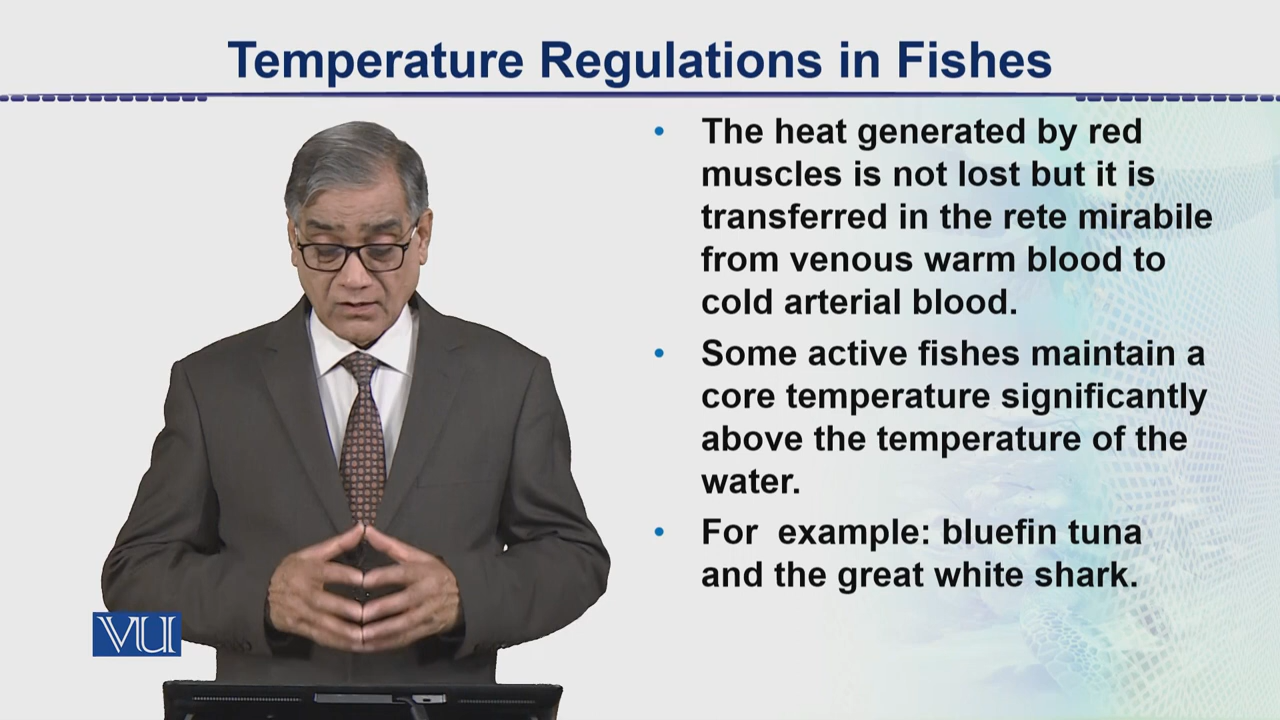 Temperature Regulations in Fishes
• The heat generated by red
muscles is not lost but it is
transferred in the rete mirabile
from venous warm blood to
cold arterial blood.
• Some active fishes maintain a
core temperature significantly
above the temperature of the
water.
• For  example: bluefin tuna
and the great white shark.
VU